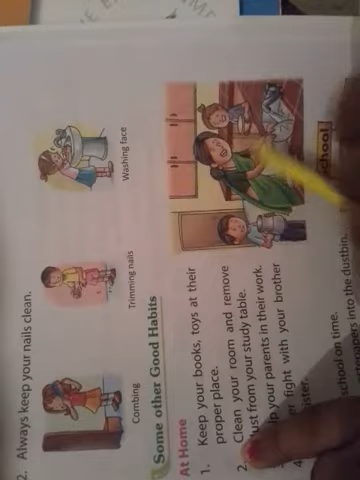 2. Always keep your nails clean.
Combing
Trimming nails
Washing face
Some other Good Habits
At Home
1. Keep your books, toys at their
proper place.
2. Clean your room and remove
from your study table.
your parents in their work.
fight with your brother
4.
chool
school on time.
into the dustbin.